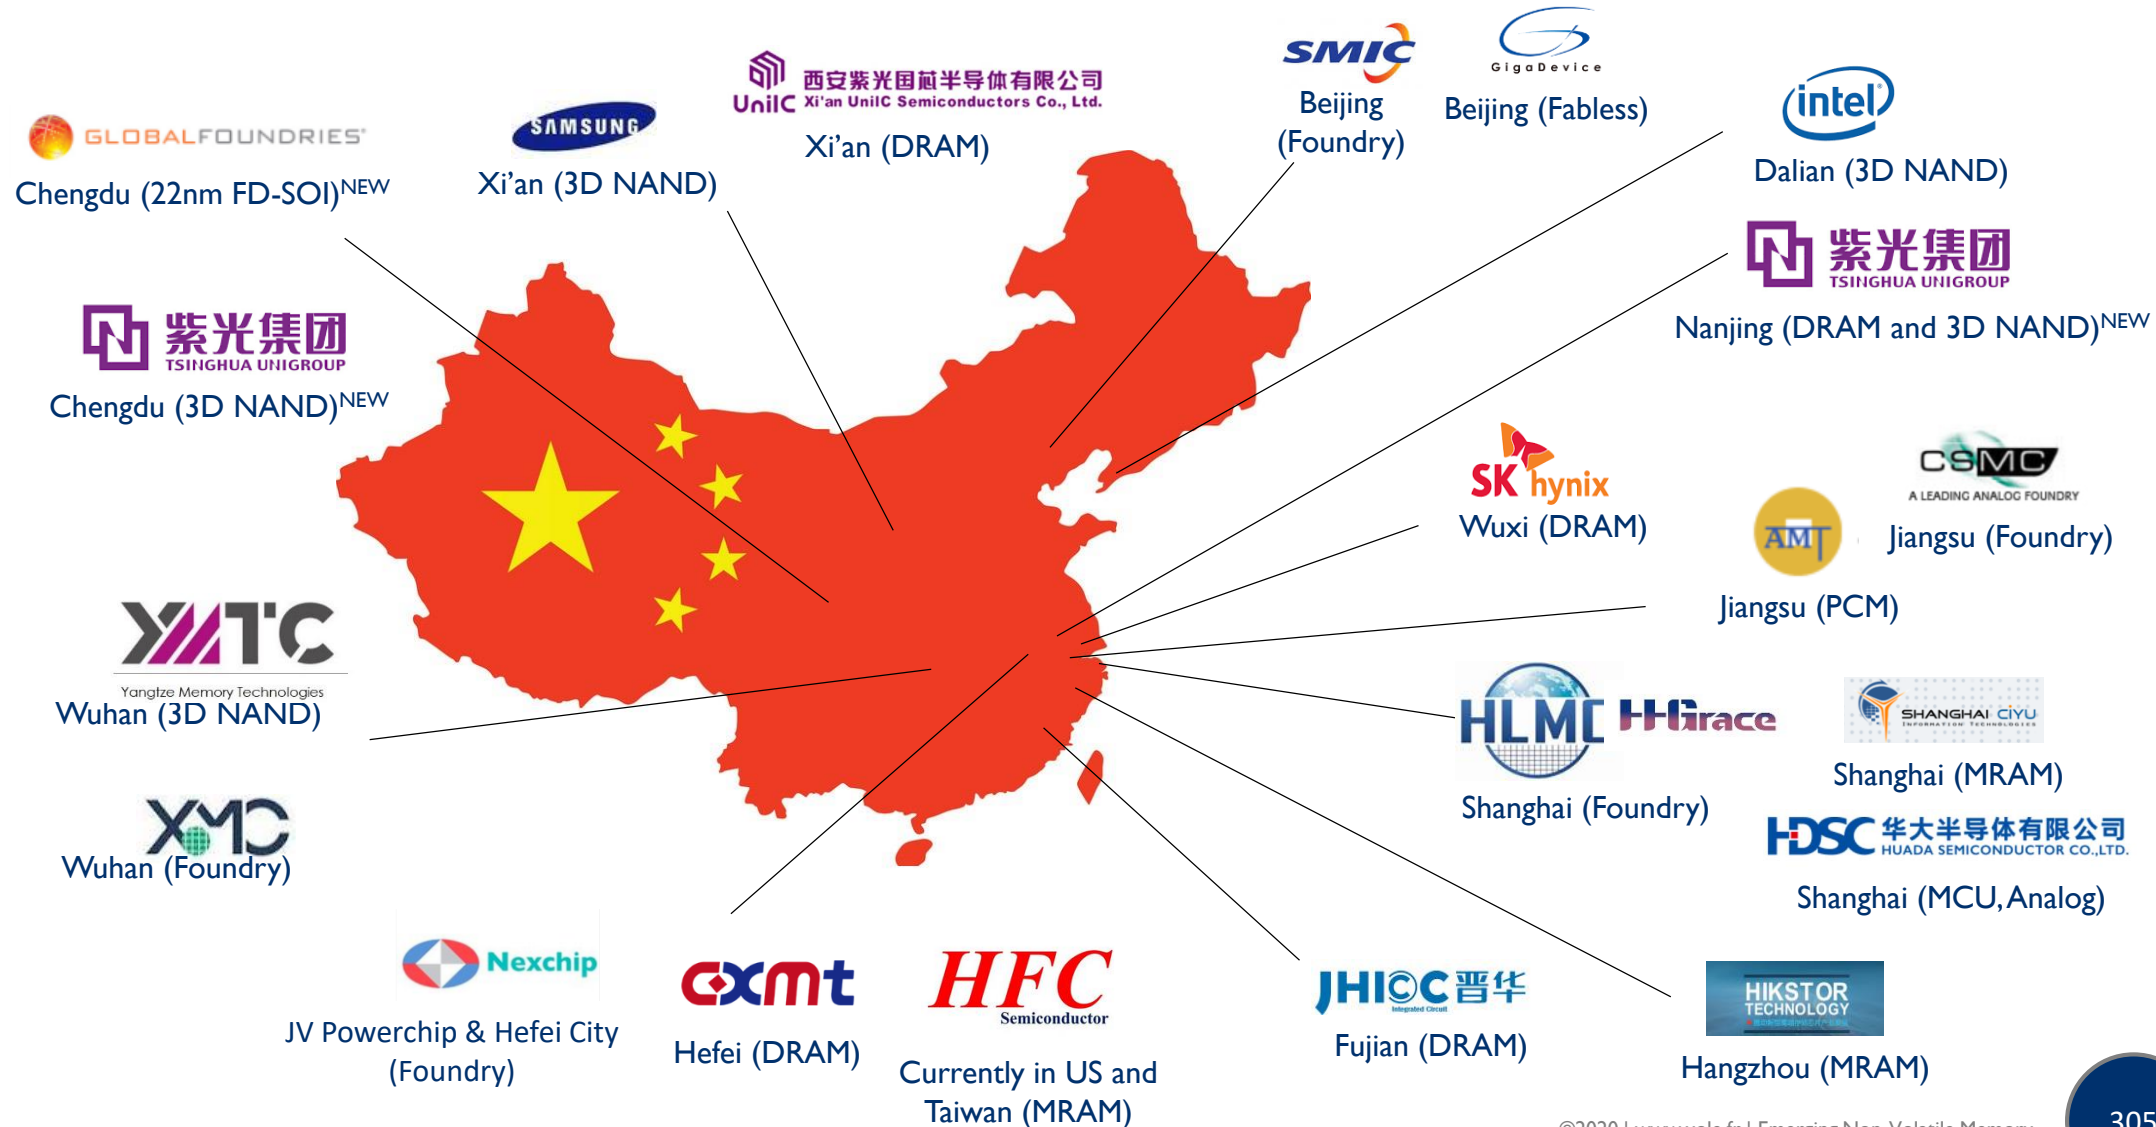 SMIC
GigaDevice
UniIC
西安紫光国芯半导体有限公司
Xi'an UniIC Semiconductors Co., Ltd.
Beijing
(Foundry)
Beijing (Fabless)
intel
GLOBALFOUNDRIES
SAMSUNG
Xi'an (DRAM)
Dalian (3D NAND)
Chengdu (22nm FD-SOI)NEW
Xi'an (3D NAND)
紫光集团
TSINGHUA UNIGROUP
Nanjing (DRAM and 3D NAND)NEW
紫光集团
TSINGHUA UNIGROUP
Chengdu (3D NAND)NEW
SK hynix
Wuxi (DRAM)
CSMC
A LEADING ANALOG FOUNDRY
Jiangsu (Foundry)
AMT
Jiangsu (PCM)
YMTC
Yangtze Memory Technologies
Wuhan (3D NAND)
HLMC
HHGrace
Shanghai (Foundry)
SHANGHAI CIYU
INFORMATION TECHNOLOGIES
Shanghai (MRAM)
XMC
Wuhan (Foundry)
HDSC 华大半导体有限公司
HUADA SEMICONDUCTOR CO.,LTD.
Shanghai (MCU, Analog)
Nexchip
JV Powerchip & Hefei City
(Foundry)
cxmt
Hefei (DRAM)
HFC
Semiconductor
Currently in US and
Taiwan (MRAM)
JHICC 晋华
Integrated Circuit
Fujian (DRAM)
HIKSTOR
TECHNOLOGY
Hangzhou (MRAM)
305